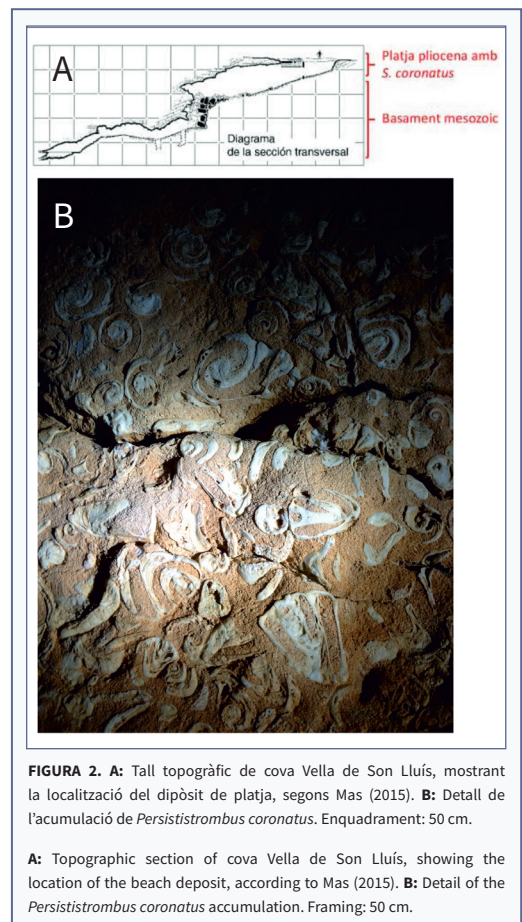 A
Platja pliocena amb
S. coronatus
Basament mesozoic
Diagrama
de la sección transversal
B
FIGURA 2. A: Tall topogràfic de cova Vella de Son Lluís, mostrant
la localització del dipòsit de platja, segons Mas (2015). B: Detall de
l’acumulació de Persististrombus coronatus. Enquadrament: 50 cm.
A: Topographic section of cova Vella de Son Lluís, showing the
location of the beach deposit, according to Mas (2015). B: Detail of the
Persististrombus coronatus accumulation. Framing: 50 cm.